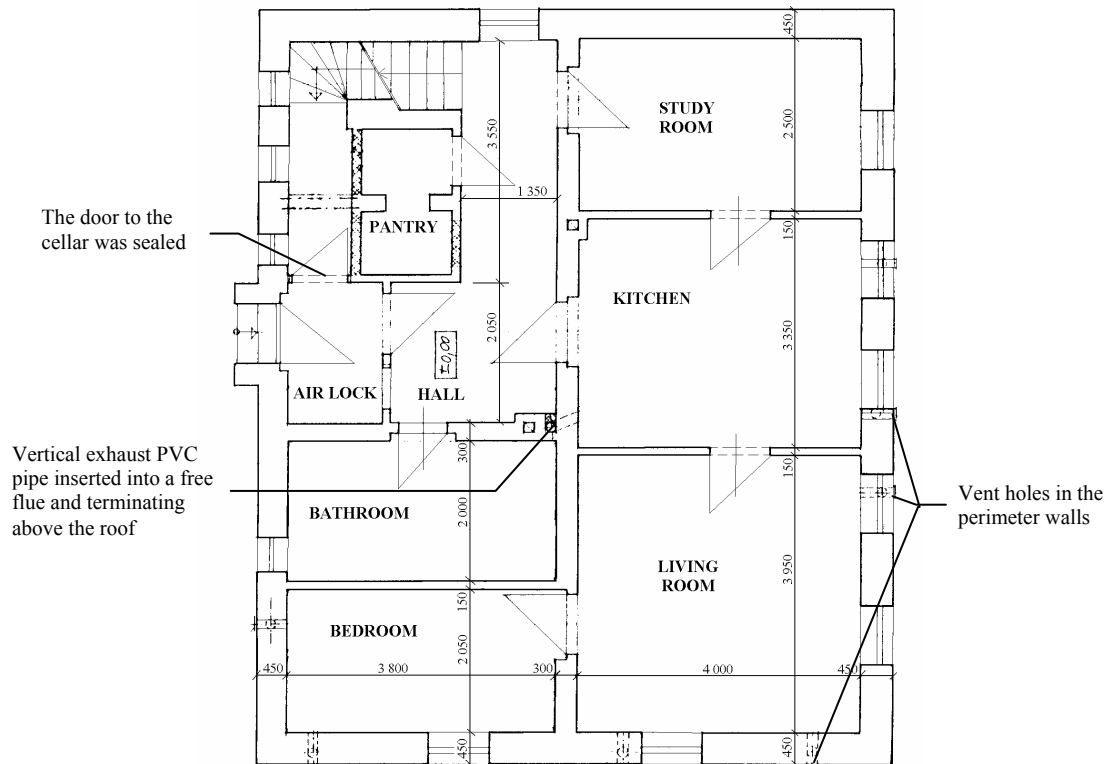 450
STUDY
ROOM
2 500
3 550
1 350
The door to the
cellar was sealed
PANTRY
150
KITCHEN
2 050
3 350
±0,00
AIR LOCK
HALL
Vertical exhaust PVC
pipe inserted into a free
flue and terminating
above the roof
300
150
BATHROOM
2 000
Vent holes in the
perimeter walls
LIVING
ROOM
3 950
150
BEDROOM
2 050
450
3 800
300
4 000
450
450
450